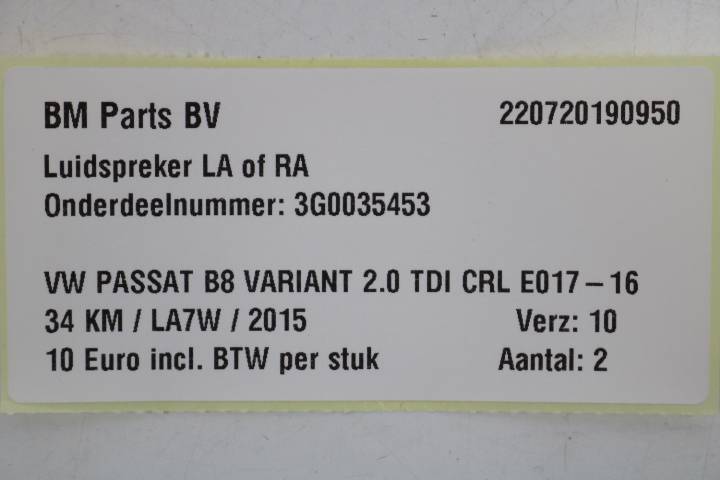 BM Parts BV 220720190950
Luidspreker LA of RA
Onderdeelnummer: 3G0035453
VW PASSAT B8 VARIANT 2.0 TDI CRL E017 – 16
34 KM / LA7W / 2015 Verz: 10
10 Euro incl. BTW per stuk Aantal: 2